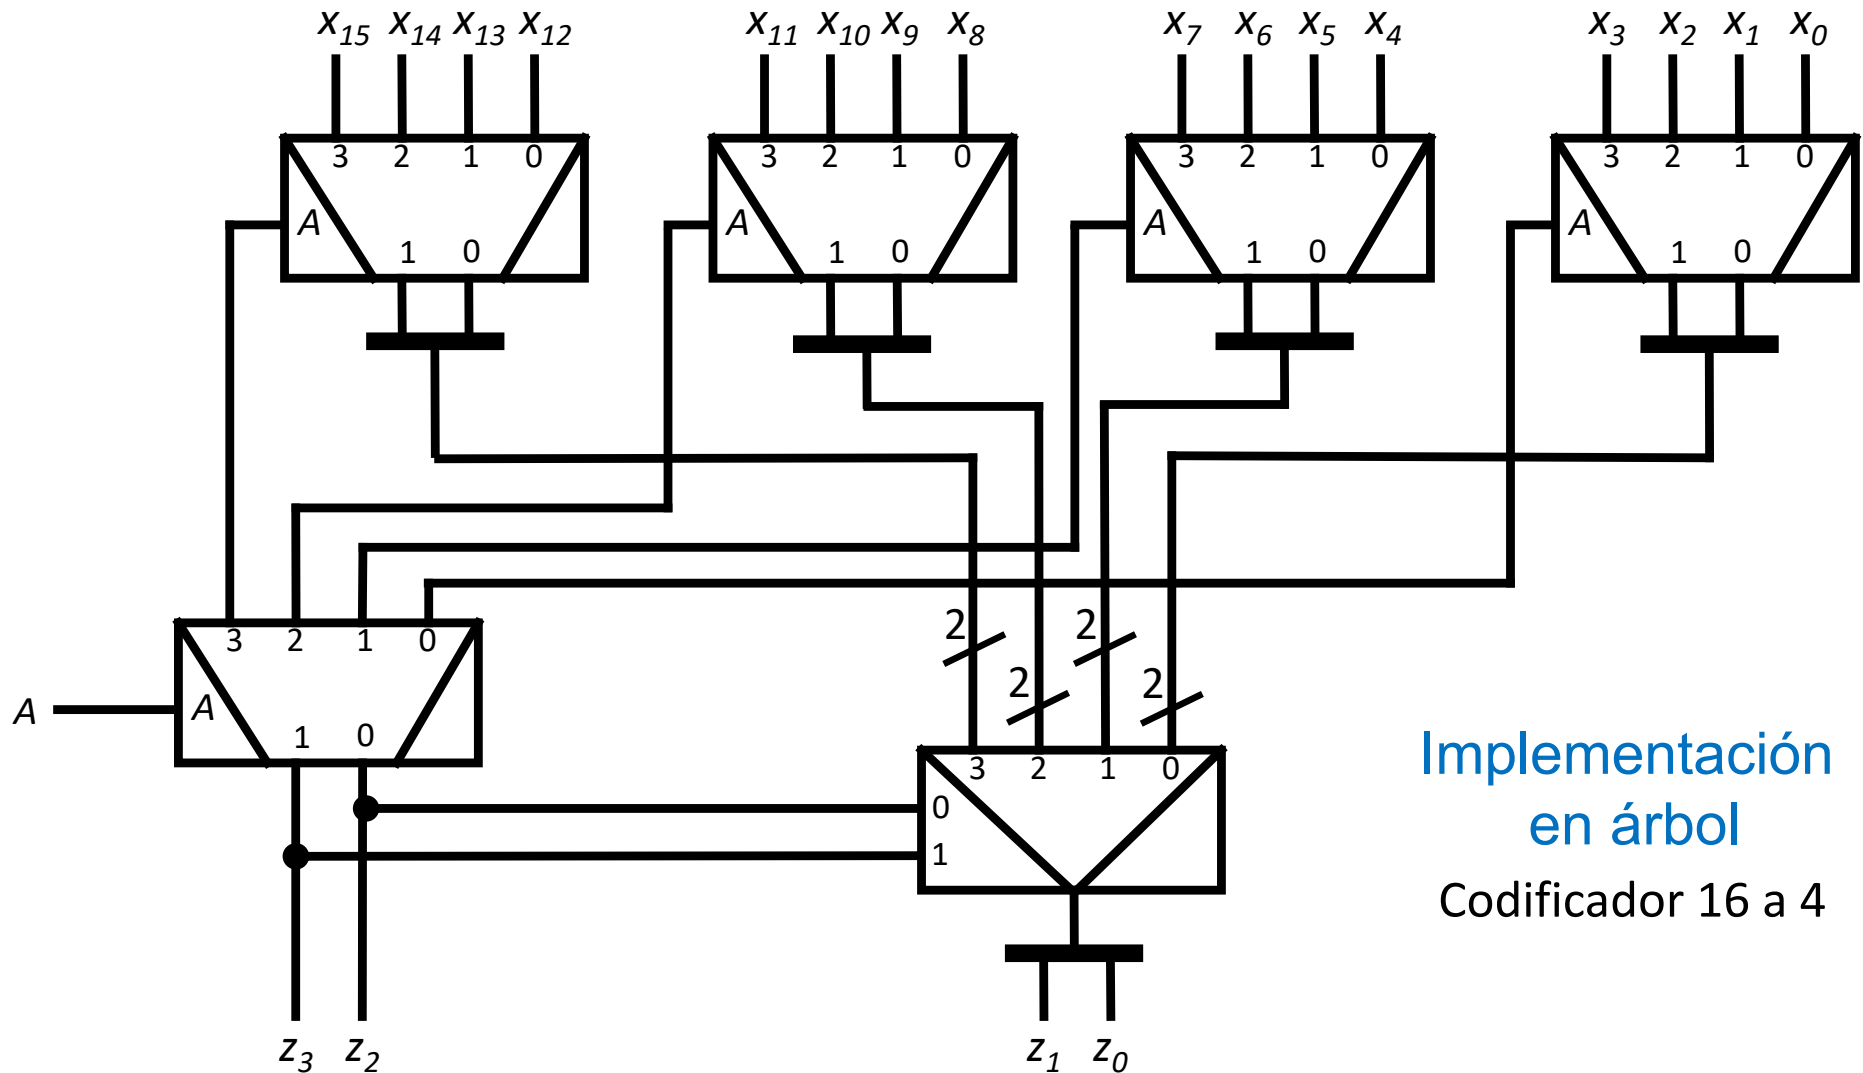 x15 x14 x13 x12 x11 x10 x9 x8 x7 x6 x5 x4 x3 x2 x1 x0
3 2 1 0 3 2 1 0 3 2 1 0 3 2 1 0
A A A A
1 0 1 0 1 0 1 0
2 2
3 2 1 0
2 2
A A
1 0
3 2 1 0
0
1
Implementación
en árbol
Codificador 16 a 4
z3 z2 z1 z0